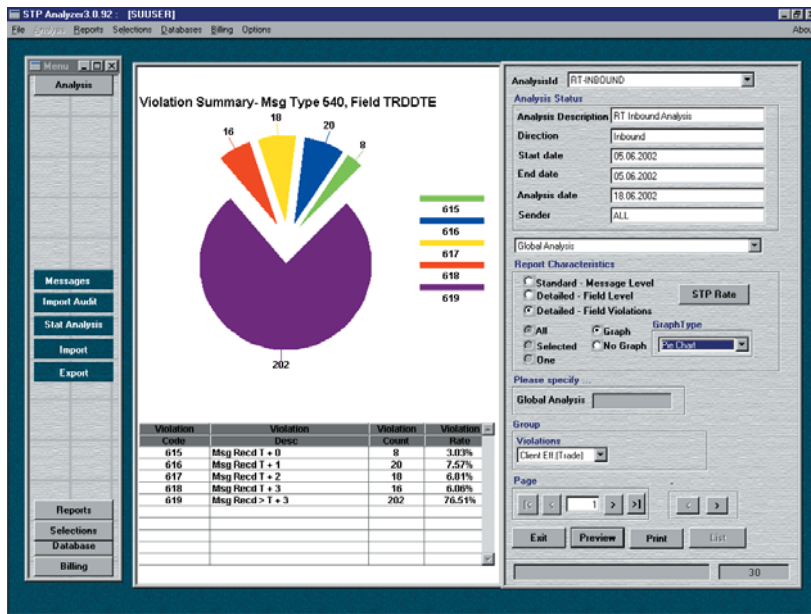 STP Analyzer3.0.92 : [SUUSER]
File Analysis Reports Selections Databases Billing Options Abou
Menu
Analysis
Messages
Import Audit
Stat Analysis
Import
Export
Reports
Selections
Database
Billing
Violation Summary- Msg Type 540, Field TRDDTE
18
20
16
8
202
615
616
617
618
619
Violation Violation Violation Violation
Code Desc Count Rate
615 Msg Recd T + 0 8 3.03%
616 Msg Recd T + 1 20 7.57%
617 Msg Recd T + 2 18 6.81%
618 Msg Recd T + 3 16 6.06%
619 Msg Recd > T + 3 202 76.51%
AnalysisId RT-INBOUND
Analysis Status
Analysis Description RT Inbound Analysis
Direction Inbound
Start date 05.06.2002
End date 05.06.2002
Analysis date 18.06.2002
Sender ALL
Global Analysis
Report Characteristics
Standard - Message Level
Detailed - Field Level
Detailed - Field Violations
STP Rate
All Graph GraphType
Selected No Graph Pie Chart
One
Please specify ...
Global Analysis
Group
Violations
Client Eff.(Trade)
Page
|< < 1 > >| < >
Exit Preview Print List
30